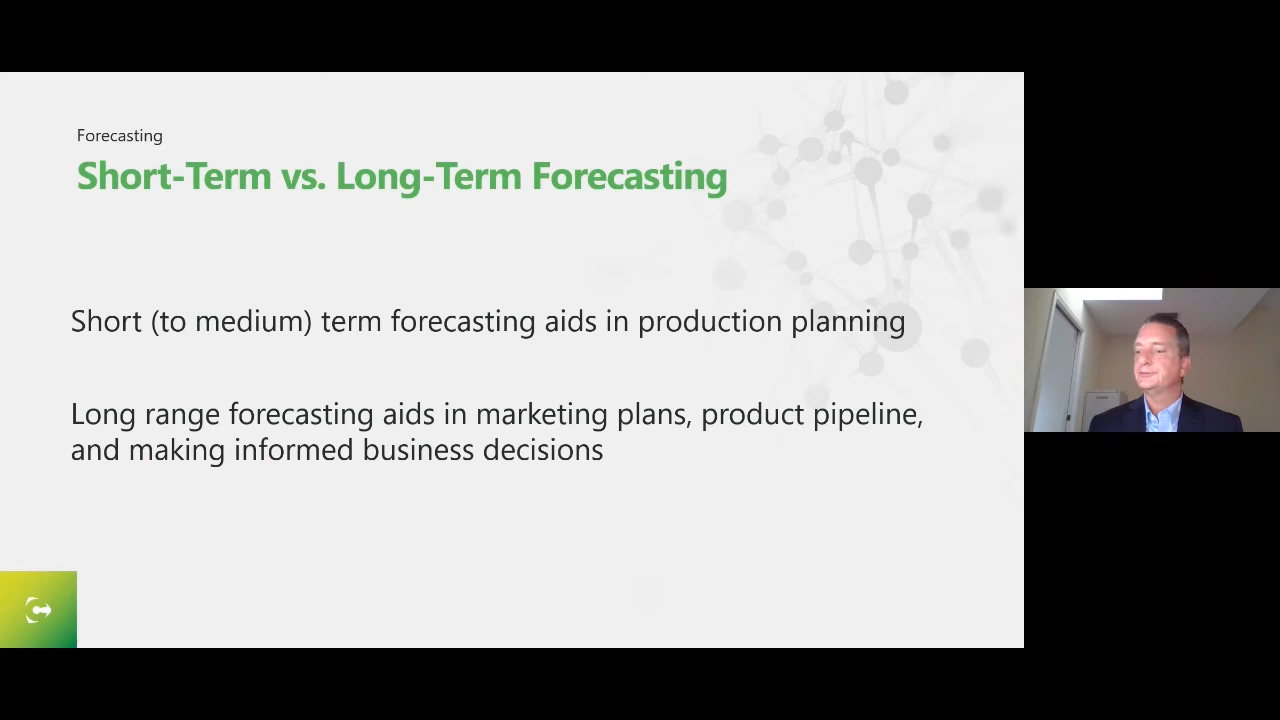 Forecasting
Short-Term vs. Long-Term Forecasting
Short (to medium) term forecasting aids in production planning
Long range forecasting aids in marketing plans, product pipeline,
and making informed business decisions